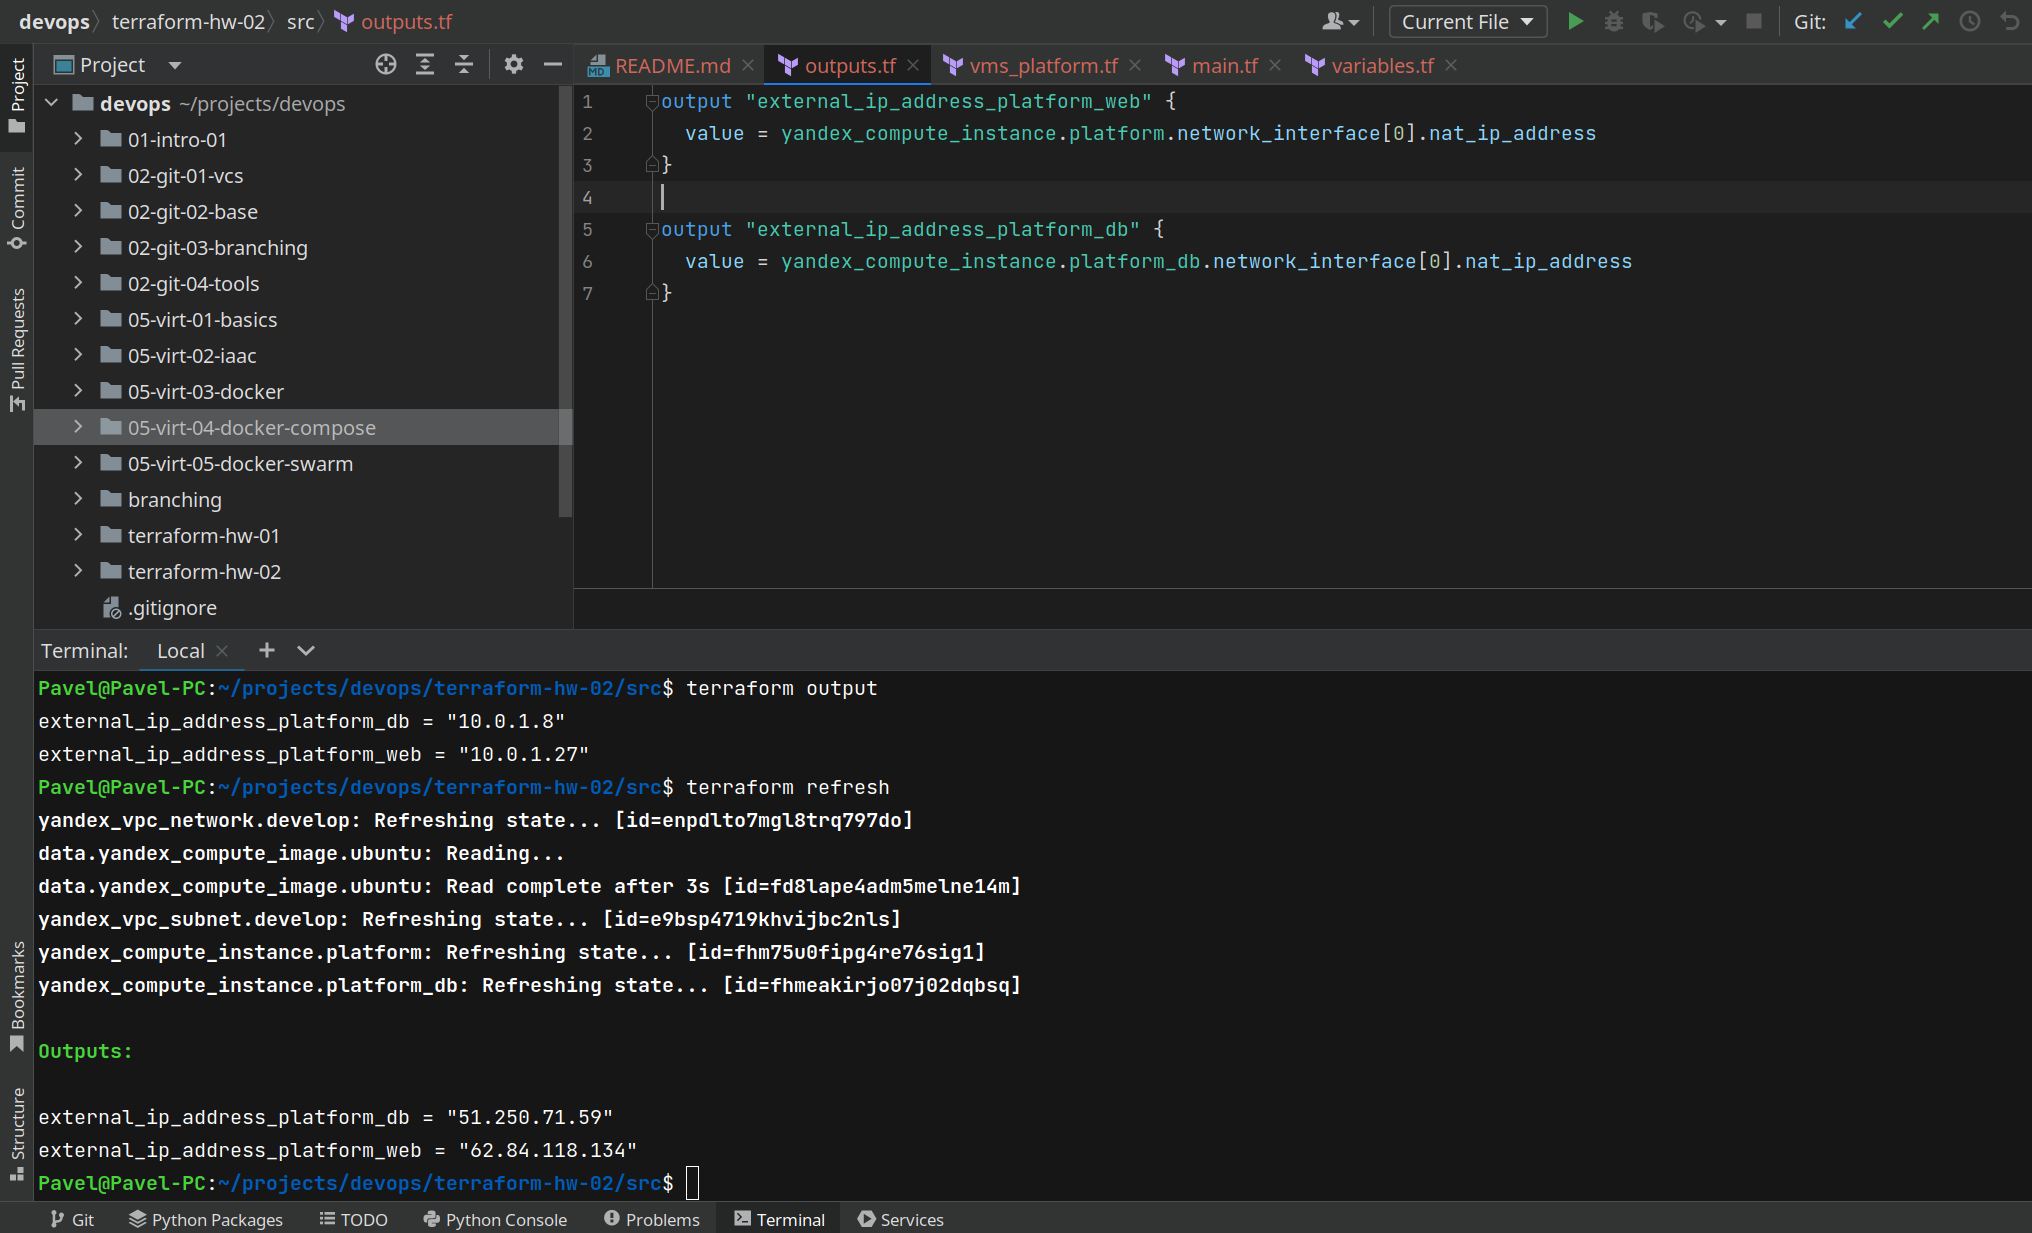 devops terraform-hw-02 src outputs.tf
Current File
Git:
Project
README.md outputs.tf vms_platform.tf main.tf variables.tf
Project
Commit
Pull Requests
Bookmarks
Structure
devops ~/projects/devops
01-intro-01
02-git-01-vcs
02-git-02-base
02-git-03-branching
02-git-04-tools
05-virt-01-basics
05-virt-02-iaac
05-virt-03-docker
05-virt-04-docker-compose
05-virt-05-docker-swarm
branching
terraform-hw-01
terraform-hw-02
.gitignore
1 output "external_ip_address_platform_web" {
2 value = yandex_compute_instance.platform.network_interface[0].nat_ip_address
3 }
4
5 output "external_ip_address_platform_db" {
6 value = yandex_compute_instance.platform_db.network_interface[0].nat_ip_address
7 }
Terminal: Local
Pavel@Pavel-PC:~/projects/devops/terraform-hw-02/src$ terraform output
external_ip_address_platform_db = "10.0.1.8"
external_ip_address_platform_web = "10.0.1.27"
Pavel@Pavel-PC:~/projects/devops/terraform-hw-02/src$ terraform refresh
yandex_vpc_network.develop: Refreshing state... [id=enpdlto7mgl8trq797do]
data.yandex_compute_image.ubuntu: Reading...
data.yandex_compute_image.ubuntu: Read complete after 3s [id=fd8lape4adm5melne14m]
yandex_vpc_subnet.develop: Refreshing state... [id=e9bsp4719khvijbc2nls]
yandex_compute_instance.platform: Refreshing state... [id=fhm75u0fipg4re76sig1]
yandex_compute_instance.platform_db: Refreshing state... [id=fhmeakirjo07j02dqbsq]
Outputs:
external_ip_address_platform_db = "51.250.71.59"
external_ip_address_platform_web = "62.84.118.134"
Pavel@Pavel-PC:~/projects/devops/terraform-hw-02/src$
Git Python Packages TODO Python Console Problems Terminal Services